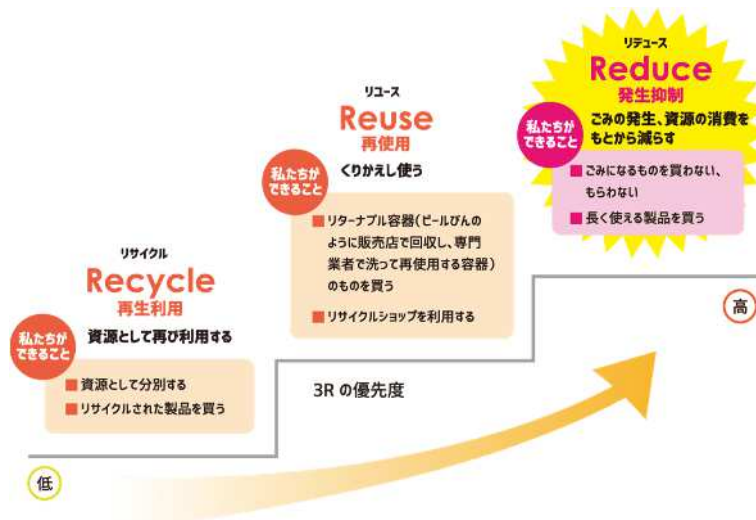 リデュース
Reduce
発生抑制
私たちが
できること
ごみの発生、資源の消費を
もとから減らす
■ ごみになるものを買わない、
もらわない
■ 長く使える製品を買う
リユース
Reuse
再使用
私たちが
できること
くりかえし使う
■ リターナブル容器(ビールびんの
ように販売店で回収し、専門
業者で洗って再使用する容器)
のものを買う
■ リサイクルショップを利用する
リサイクル
Recycle
再生利用
私たちが
できること
資源として再び利用する
■ 資源として分別する
■ リサイクルされた製品を買う
3Rの優先度
高
低